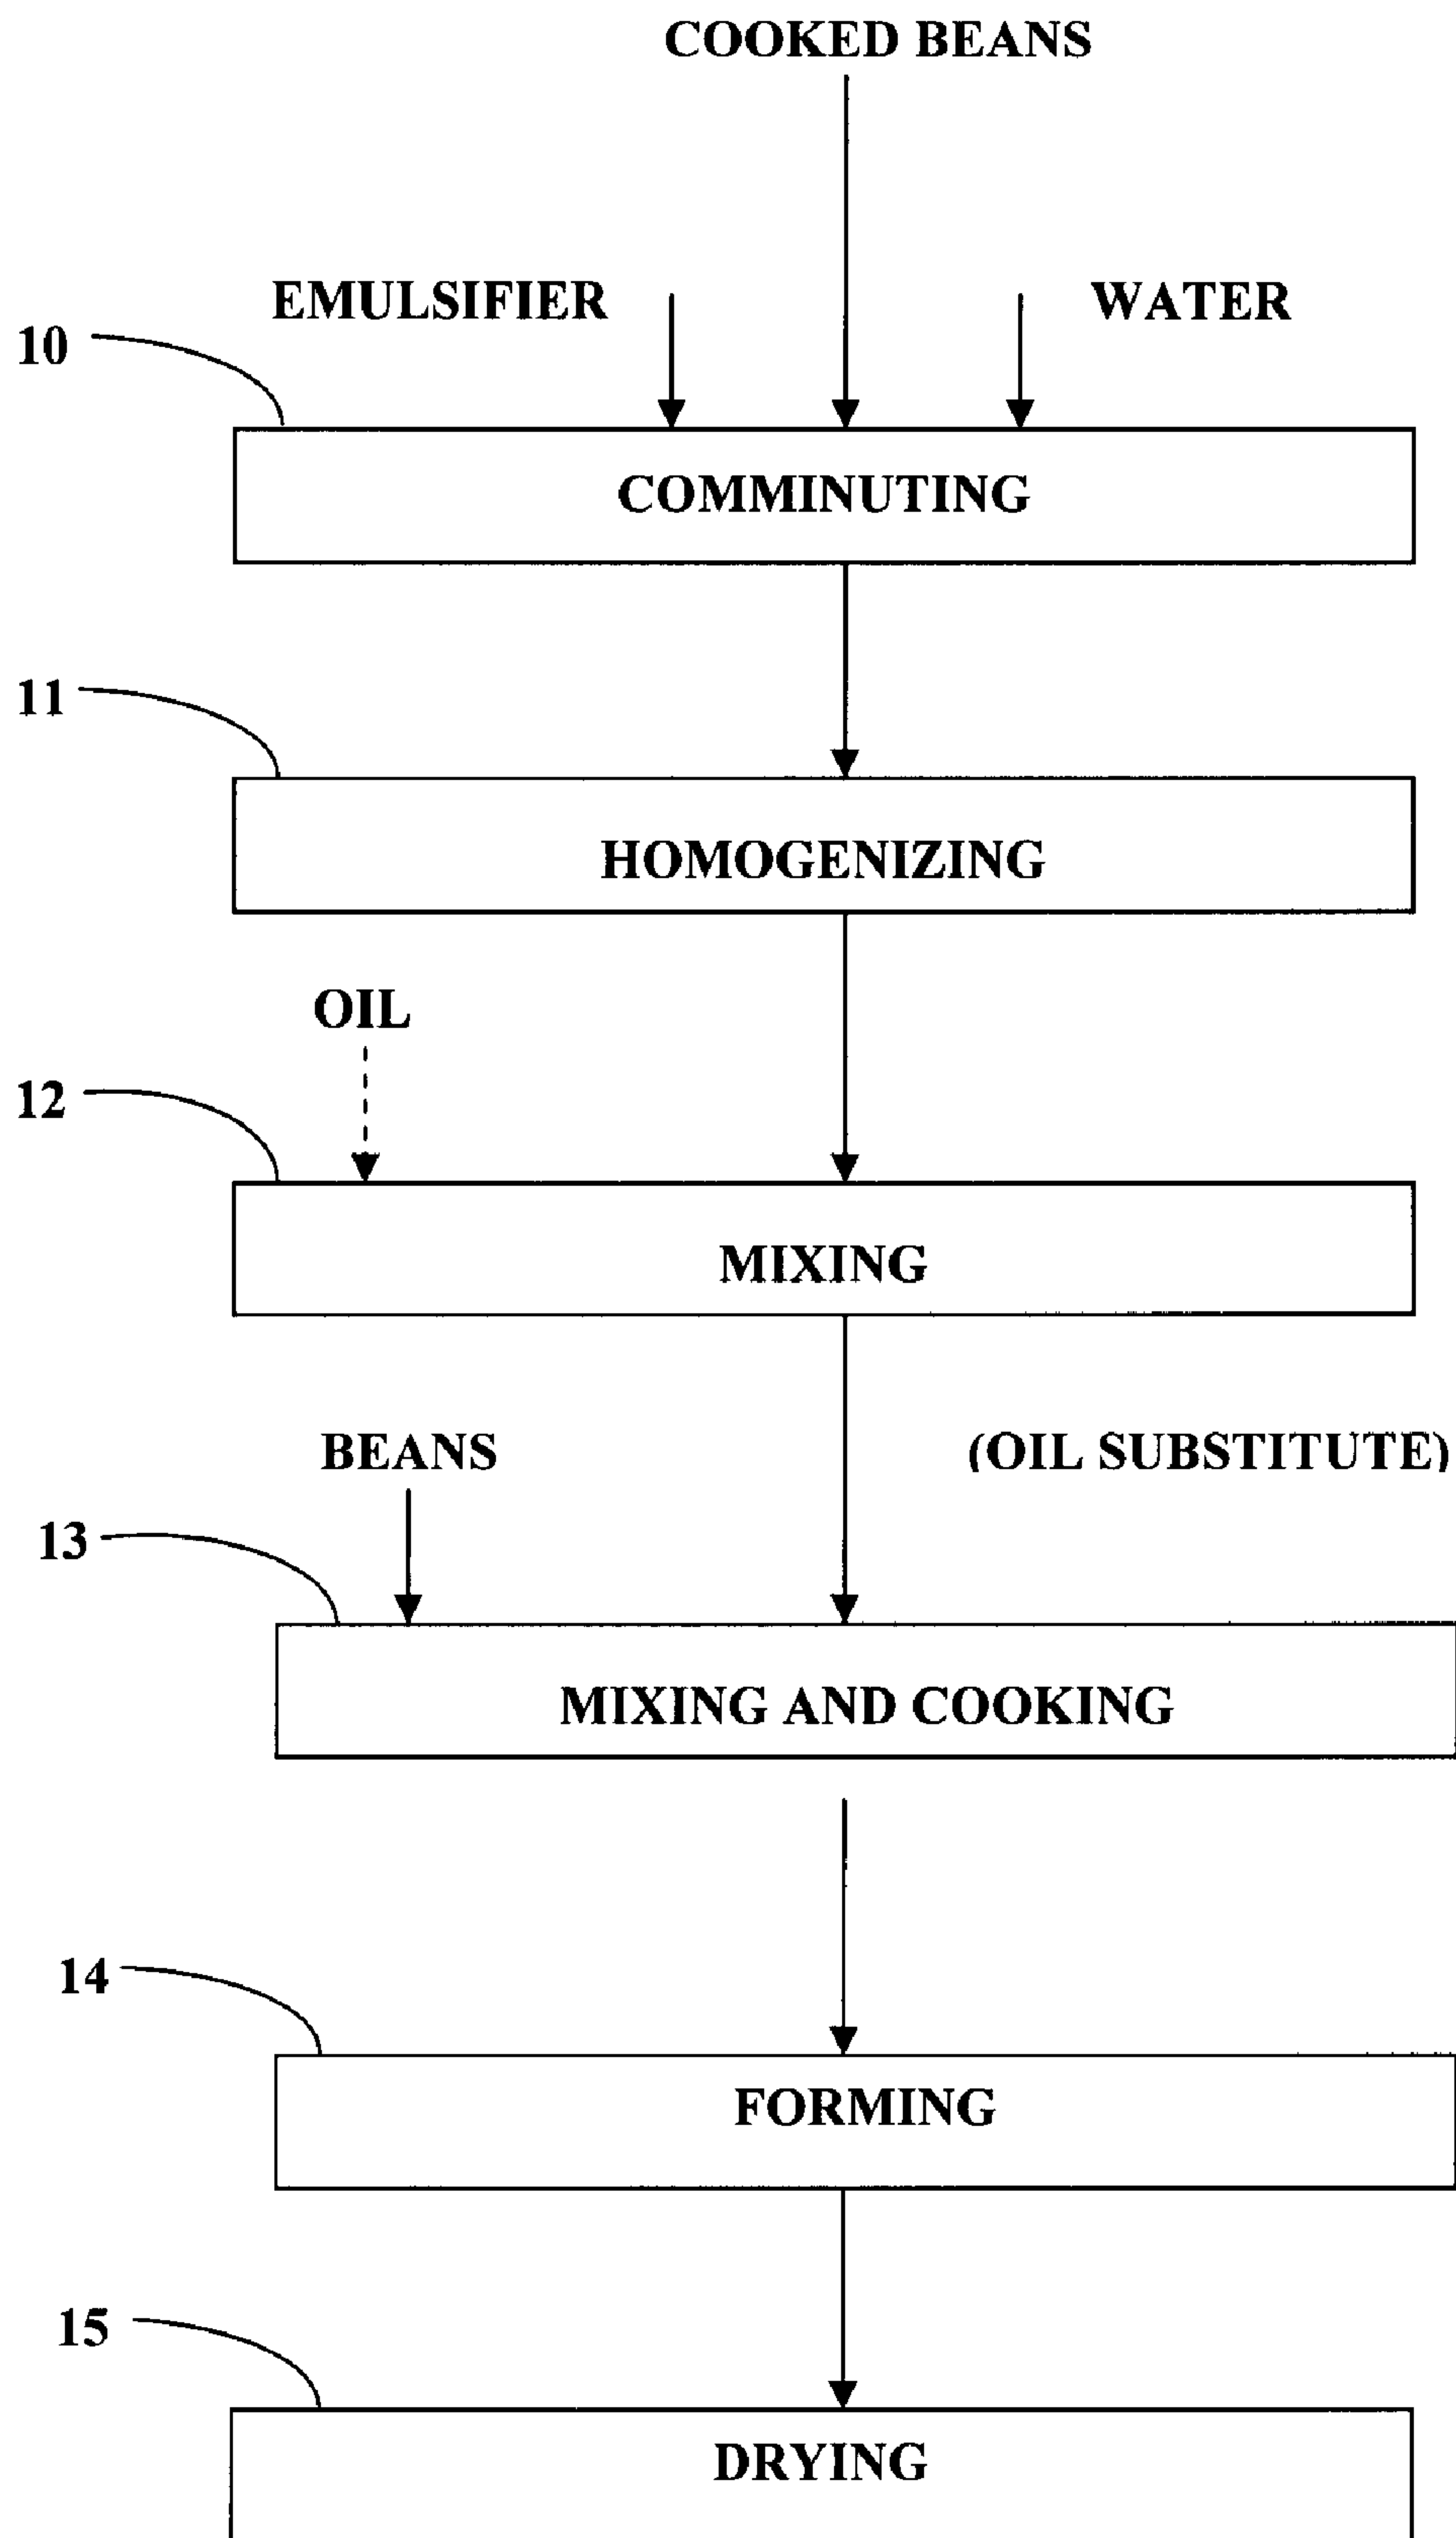 COOKED BEANS
EMULSIFIER
WATER
10
COMMINUTING
11
HOMOGENIZING
OIL
12
MIXING
BEANS
(OIL SUBSTITUTE)
13
MIXING AND COOKING
14
FORMING
15
DRYING